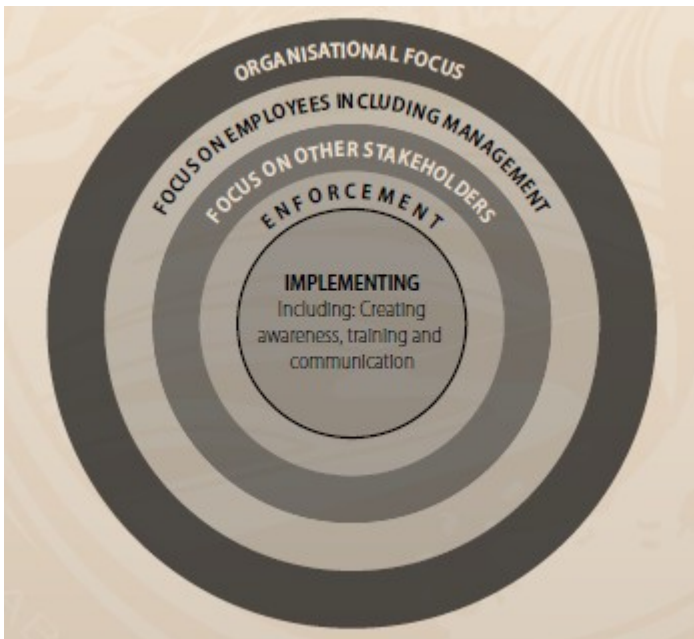 ORGANISATIONAL FOCUS
FOCUS ON EMPLOYEES INCLUDING MANAGEMENT
FOCUS ON OTHER STAKEHOLDERS
ENFORCEMENT
IMPLEMENTING
Including: Creating
awareness, training and
communication